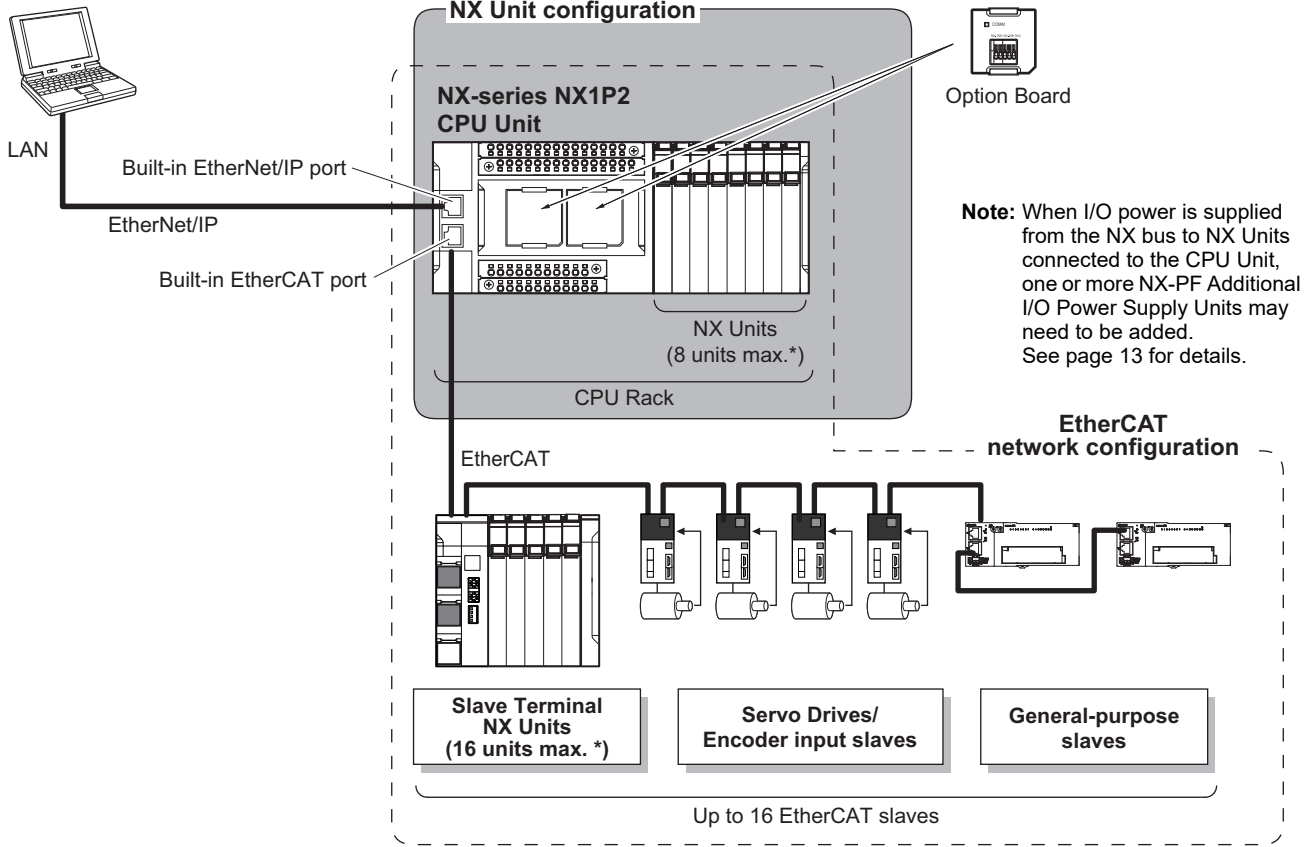 NX Unit configuration
COMM
Option Board
NX-series NX1P2
CPU Unit
LAN
Built-in EtherNet/IP port
EtherNet/IP
Built-in EtherCAT port
NX Units
(8 units max.*)
CPU Rack
Note: When I/O power is supplied
from the NX bus to NX Units
connected to the CPU Unit,
one or more NX-PF Additional
I/O Power Supply Units may
need to be added.
See page 13 for details.
EtherCAT
network configuration
EtherCAT
Slave Terminal
NX Units
(16 units max. *)
Servo Drives/
Encoder input slaves
General-purpose
slaves
Up to 16 EtherCAT slaves